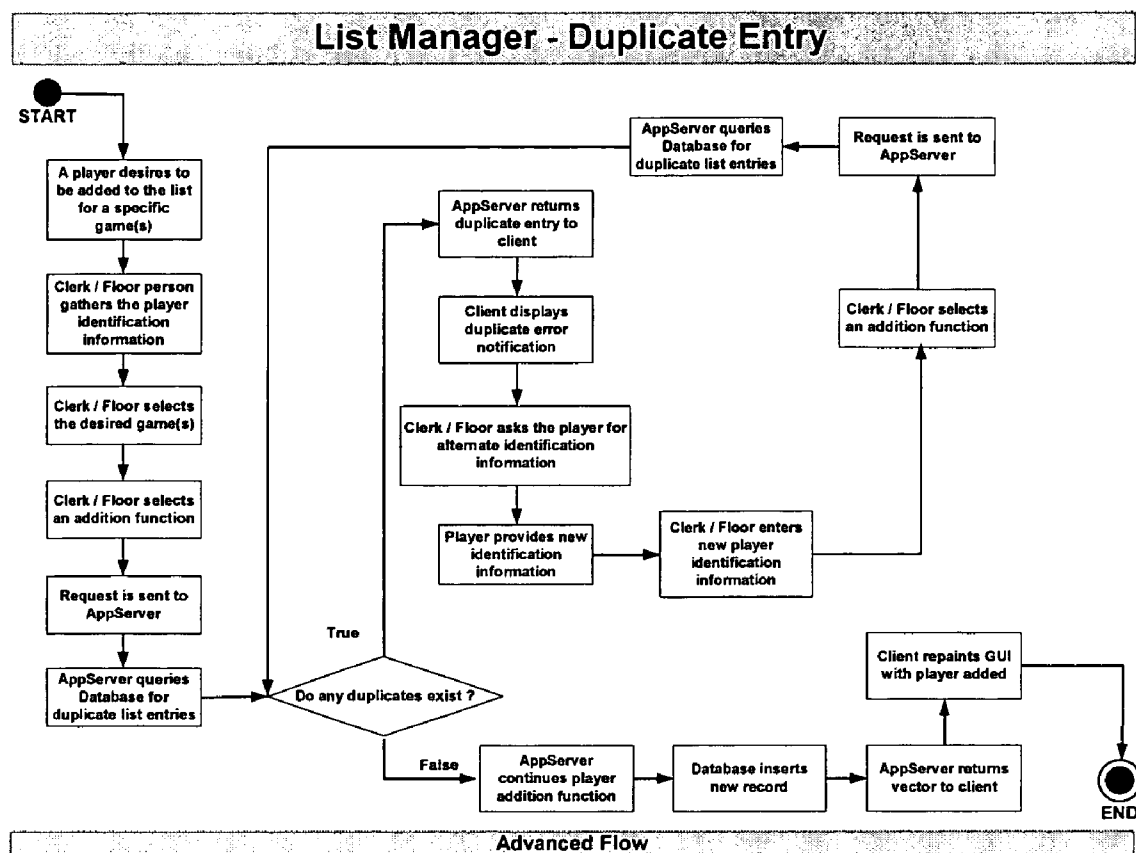 List Manager - Duplicate Entry
START
A player desires to
be added to the list
for a specific
game(s)
Clerk / Floor person
gathers the player
identification
information
Clerk / Floor selects
the desired game(s)
Clerk / Floor selects
an addition function
Request is sent to
AppServer
AppServer queries
Database for
duplicate list entries
Do any duplicates exist ?
True
AppServer returns
duplicate entry to
client
Client displays
duplicate error
notification
Clerk / Floor asks the player for
alternate identification
information
Player provides new
identification
information
Clerk / Floor enters
new player
identification
information
Clerk / Floor selects
an addition function
Request is sent to
AppServer
AppServer queries
Database for
duplicate list entries
False
AppServer
continues player
addition function
Database inserts
new record
AppServer returns
vector to client
Client repaints GUI
with player added
END
Advanced Flow